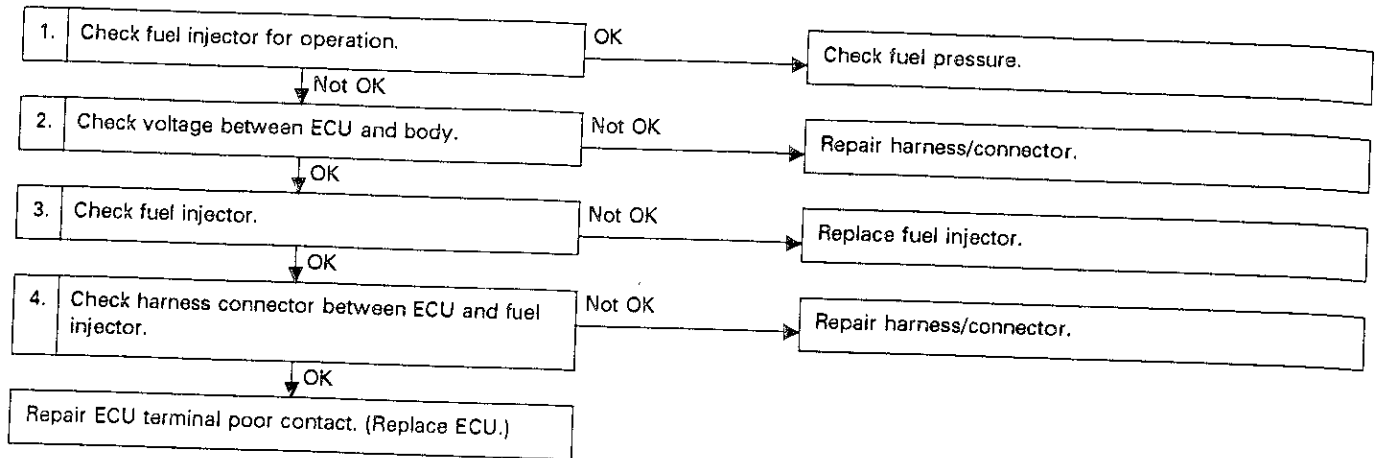 1. Check fuel injector for operation.
OK
Check fuel pressure.
Not OK
2. Check voltage between ECU and body.
Not OK
Repair harness/connector.
OK
3. Check fuel injector.
Not OK
Replace fuel injector.
OK
4. Check harness connector between ECU and fuel
injector.
Not OK
Repair harness/connector.
OK
Repair ECU terminal poor contact. (Replace ECU.)